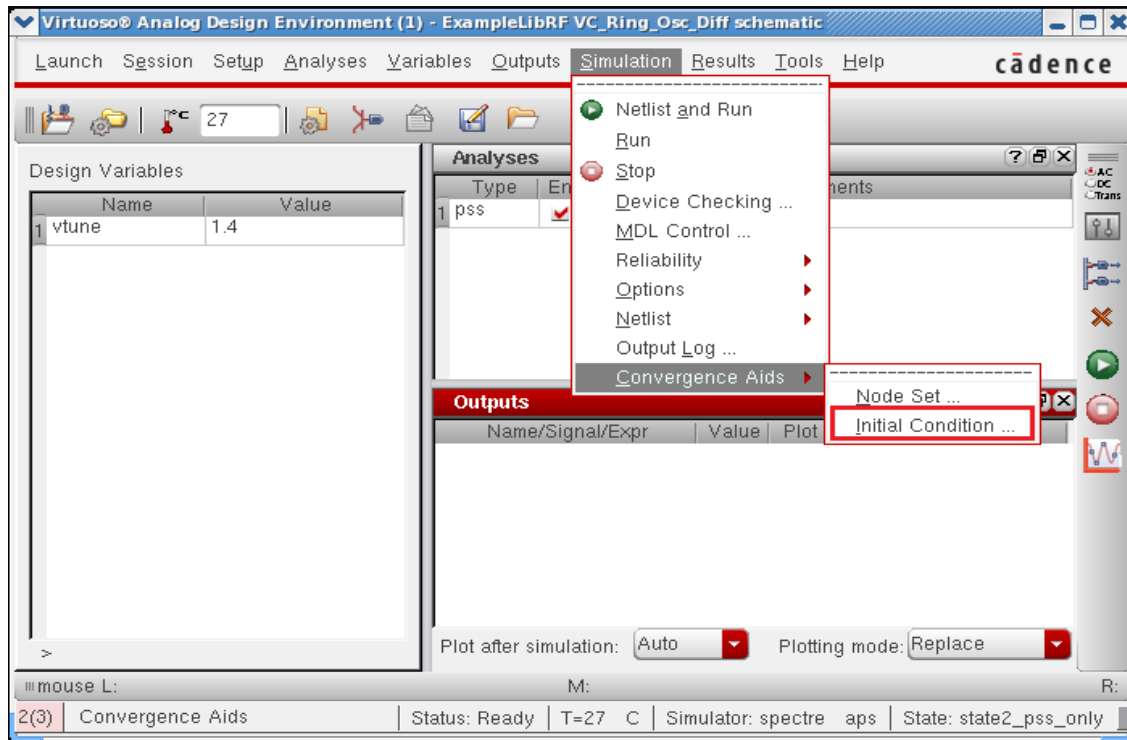 Virtuoso® Analog Design Environment (1) - ExampleLibRF VC_Ring_Osc_Diff schematic
Launch Session Setup Analyses Variables Outputs Simulation Results Tools Help cādence
°C 27
Netlist and Run
Run
Stop
Device Checking ...
MDL Control ...
Reliability
Options
Netlist
Output Log ...
Convergence Aids
Node Set ...
Initial Condition ...
Design Variables
Name Value
1 vtune 1.4
>
Analyses
Type En
1 pss
AC
DC
Trans
Outputs
Name/Signal/Expr Value Plot
Plot after simulation: Auto Plotting mode: Replace
mouse L: M: R:
2(3) Convergence Aids Status: Ready T=27 C Simulator: spectre aps State: state2_pss_only